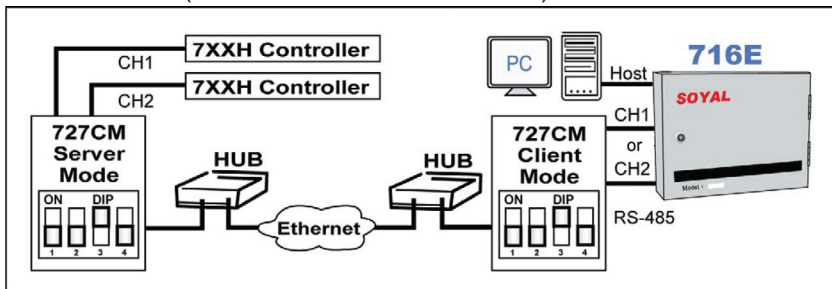 7XXH Controller
CH1
7XXH Controller
CH2
727CM
Server
Mode
ON DIP
1 2 3 4
HUB
Ethernet
HUB
727CM
Client
Mode
ON DIP
1 2 3 4
PC
Host
716E
SOYAL
CH1
or
CH2
Model :
RS-485